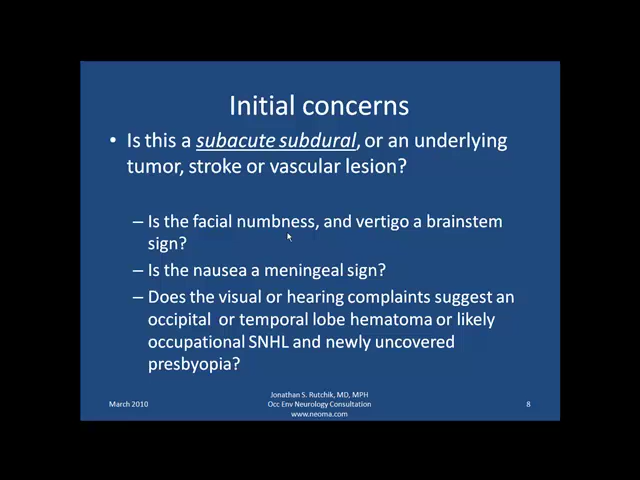 Initial concerns
• Is this a subacute subdural, or an underlying
tumor, stroke or vascular lesion?
– Is the facial numbness, and vertigo a brainstem
sign?
– Is the nausea a meningeal sign?
– Does the visual or hearing complaints suggest an
occipital or temporal lobe hematoma or likely
occupational SNHL and newly uncovered
presbyopia?
March 2010
Jonathan S. Rutchik, MD, MPH
Occ Env Neurology Consultation
www.neoma.com
8